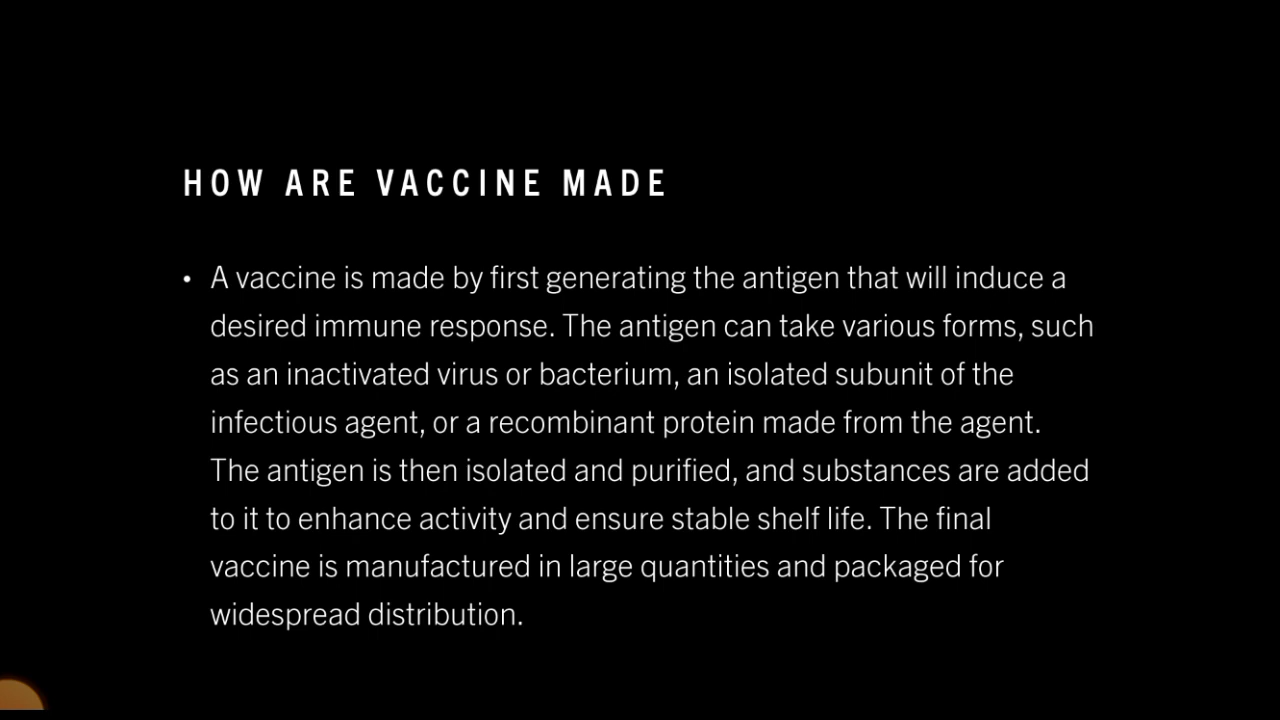 HOW ARE VACCINE MADE
• A vaccine is made by first generating the antigen that will induce a
desired immune response. The antigen can take various forms, such
as an inactivated virus or bacterium, an isolated subunit of the
infectious agent, or a recombinant protein made from the agent.
The antigen is then isolated and purified, and substances are added
to it to enhance activity and ensure stable shelf life. The final
vaccine is manufactured in large quantities and packaged for
widespread distribution.